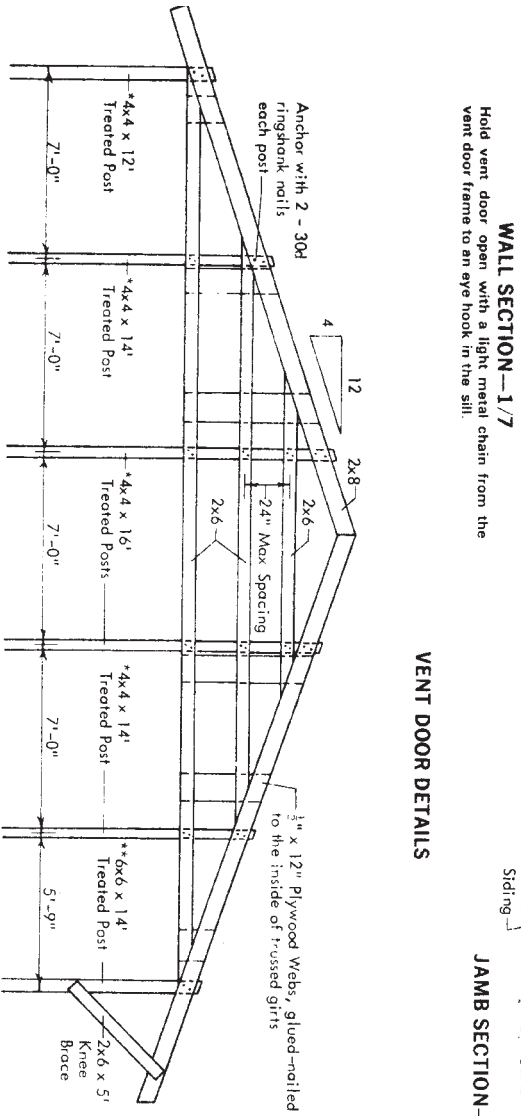 WALL SECTION—1/7
Hold vent door open with a light metal chain from the
vent door frame to an eye hook in the sill.
VENT DOOR DETAILS
Siding
JAMB SECTION-
Anchor with 2 - 30d
ringshank nails
each post
4
12
2x8
2x6
24" Max Spacing
2x6
" x 12" Plywood Webs, glued-nailed
to the inside of trussed girts
*4x4 x 12'
Treated Post
*4x4 x 14'
Treated Post
*4x4 x 16'
Treated Posts
*4x4 x 14'
Treated Post
**6x6 x 14'
Treated Post
2x6 x 5'
Knee
Brace
7'-0"
7'-0"
7'-0"
7'-0"
5'-9"